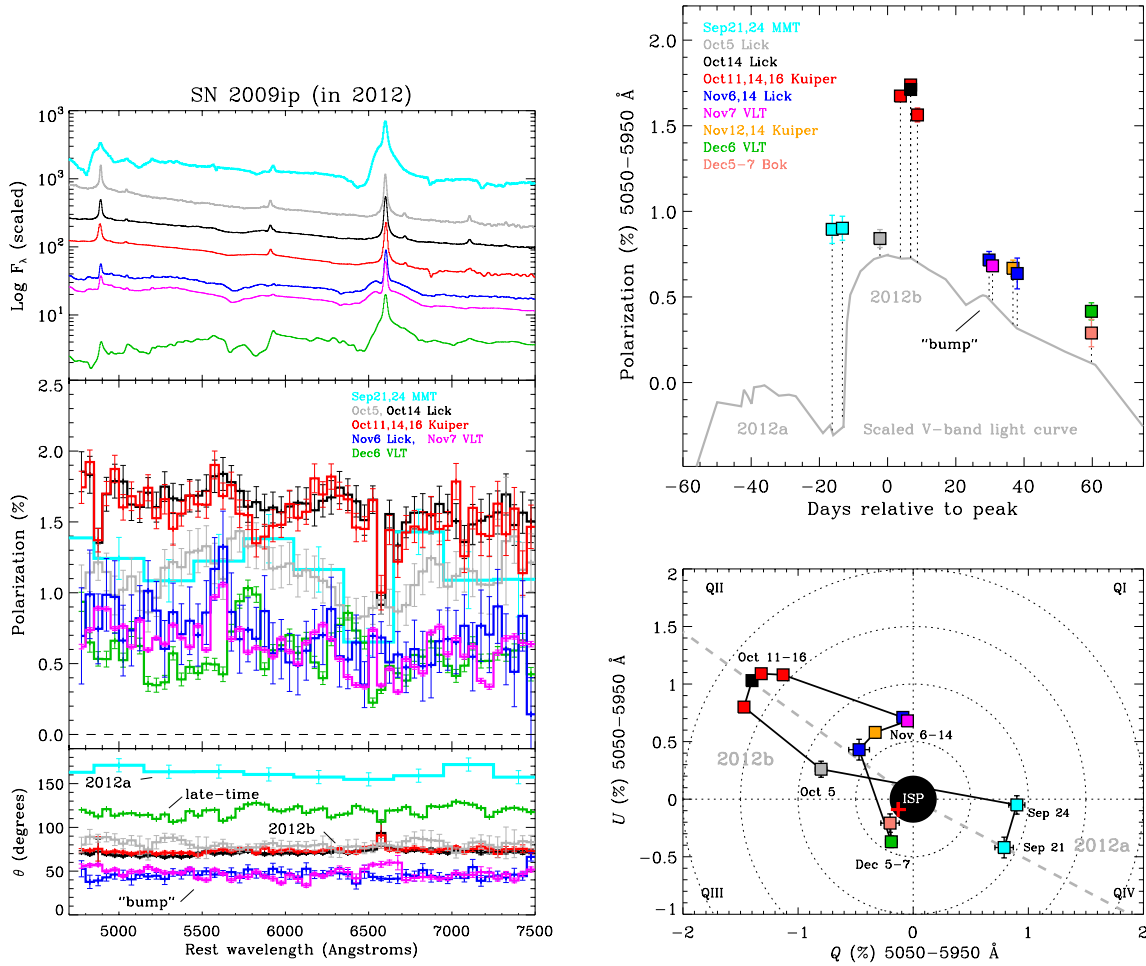 SN 2009ip (in 2012)
Log Fλ (scaled)
10³
10³
10²
10¹
Sep21,24 MMT
Oct5, Oct14 Lick
Oct11,14,16 Kuiper
Nov6 Lick, Nov7 VLT
Dec6 VLT
Polarization (%)
2.5
2.0
1.5
1.0
0.5
0.0
θ (degrees)
150
100
50
0
2012a
late-time
2012b
"bump"
5000 5500 6000 6500 7000 7500
Rest wavelength (Angstroms)
Sep21,24 MMT
Oct5 Lick
Oct14 Lick
Oct11,14,16 Kuiper
Nov6,14 Lick
Nov7 VLT
Nov12,14 Kuiper
Dec6 VLT
Dec5-7 Bok
Polarization (%) 5050-5950 Å
2.0
1.5
1.0
0.5
0.0
2012b
"bump"
2012a
Scaled V-band light curve
-60 -40 -20 0 20 40 60
Days relative to peak
U (%) 5050-5950 Å
2
1.5
1
0.5
0
-0.5
-1
QII
QI
Oct 11-16
Nov 6-14
2012b
Oct 5
ISP
Sep 24
Sep 21
2012a
Dec 5-7
QIII
QIV
-2 -1 0 1 2
Q (%) 5050-5950 Å